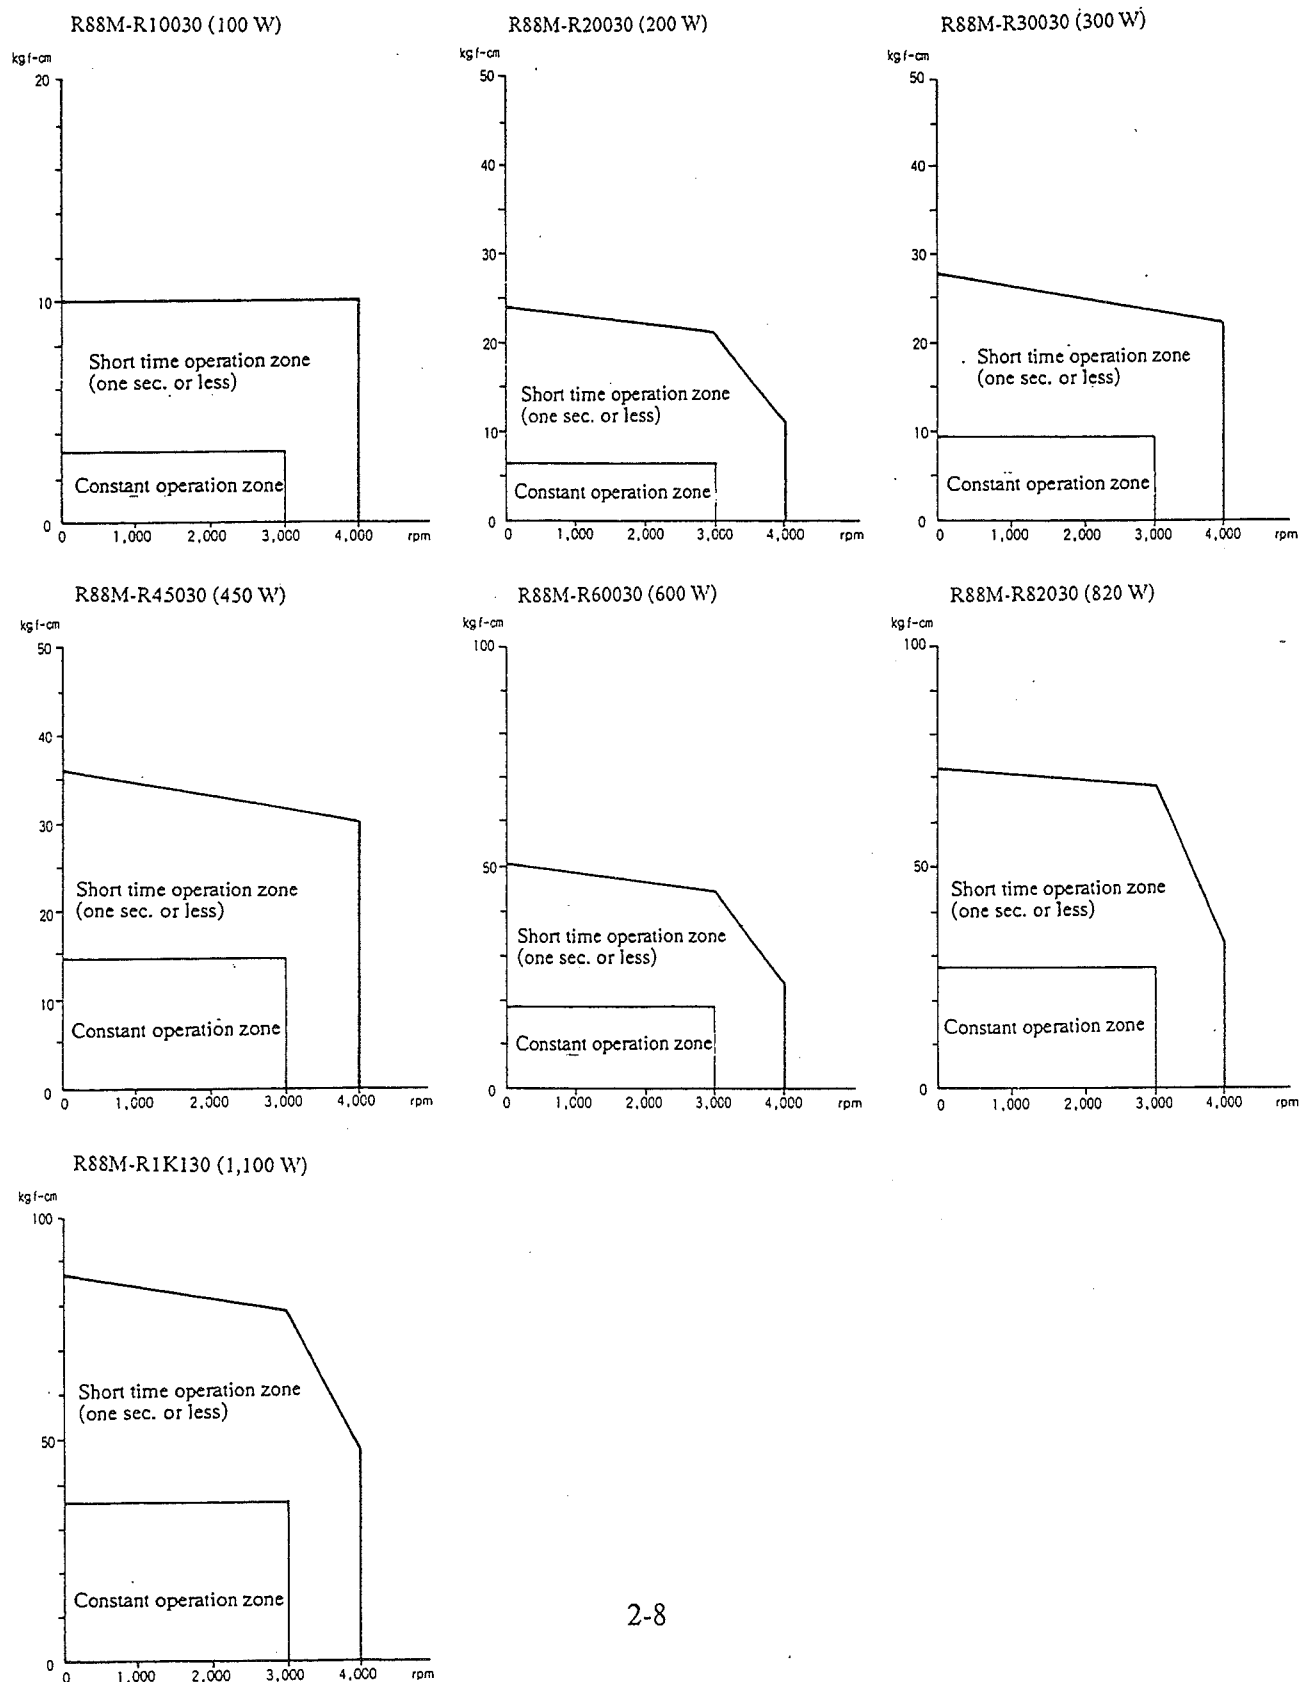 R88M-R10030 (100 W)
kgf-cm
20
10
0
Short time operation zone
(one sec. or less)
Constant operation zone
0 1,000 2,000 3,000 4,000 rpm
R88M-R20030 (200 W)
kgf-cm
50
40
30
20
10
0
Short time operation zone
(one sec. or less)
Constant operation zone
0 1,000 2,000 3,000 4,000 rpm
R88M-R30030 (300 W)
kgf-cm
50
40
30
20
10
0
Short time operation zone
(one sec. or less)
Constant operation zone
0 1,000 2,000 3,000 4,000 rpm
R88M-R45030 (450 W)
kgf-cm
50
40
30
20
10
0
Short time operation zone
(one sec. or less)
Constant operation zone
0 1,000 2,000 3,000 4,000 rpm
R88M-R60030 (600 W)
kgf-cm
100
50
0
Short time operation zone
(one sec. or less)
Constant operation zone
0 1,000 2,000 3,000 4,000 rpm
R88M-R82030 (820 W)
kgf-cm
100
50
0
Short time operation zone
(one sec. or less)
Constant operation zone
0 1,000 2,000 3,000 4,000 rpm
R88M-R1K130 (1,100 W)
kgf-cm
100
50
0
Short time operation zone
(one sec. or less)
Constant operation zone
0 1,000 2,000 3,000 4,000 rpm
2-8